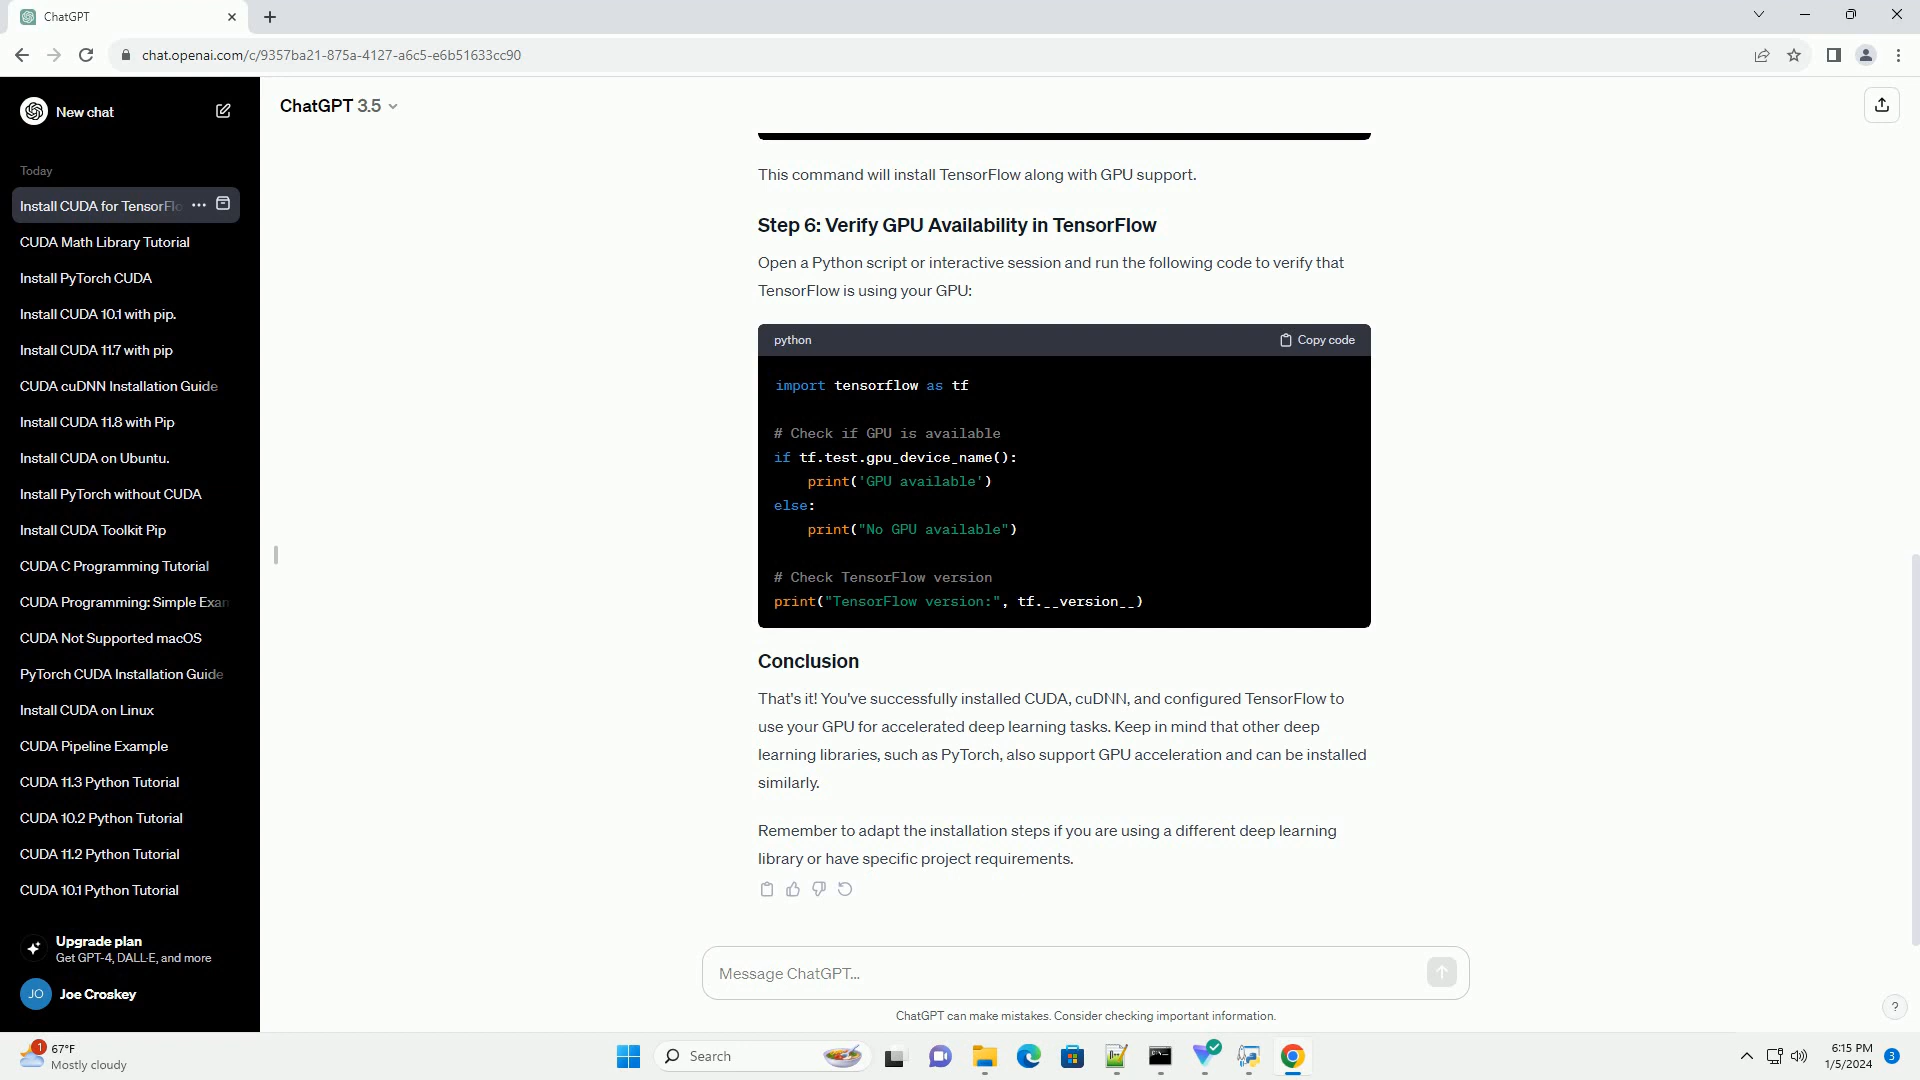 ChatGPT
chat.openai.com/c/9357ba21-875a-4127-a6c5-e6b51633cc90
New chat
Today
Install CUDA for TensorFlo
CUDA Math Library Tutorial
Install PyTorch CUDA
Install CUDA 10.1 with pip.
Install CUDA 11.7 with pip
CUDA cuDNN Installation Guide
Install CUDA 11.8 with Pip
Install CUDA on Ubuntu.
Install PyTorch without CUDA
Install CUDA Toolkit Pip
CUDA C Programming Tutorial
CUDA Programming: Simple Exam
CUDA Not Supported macOS
PyTorch CUDA Installation Guide
Install CUDA on Linux
CUDA Pipeline Example
CUDA 11.3 Python Tutorial
CUDA 10.2 Python Tutorial
CUDA 11.2 Python Tutorial
CUDA 10.1 Python Tutorial
Upgrade plan
Get GPT-4, DALL·E, and more
JO Joe Croskey
ChatGPT 3.5
This command will install TensorFlow along with GPU support.
Step 6: Verify GPU Availability in TensorFlow
Open a Python script or interactive session and run the following code to verify that
TensorFlow is using your GPU:
python Copy code
import tensorflow as tf
# Check if GPU is available
if tf.test.gpu_device_name():
print('GPU available')
else:
print("No GPU available")
# Check TensorFlow version
print("TensorFlow version:", tf.__version__)
Conclusion
That's it! You've successfully installed CUDA, cuDNN, and configured TensorFlow to
use your GPU for accelerated deep learning tasks. Keep in mind that other deep
learning libraries, such as PyTorch, also support GPU acceleration and can be installed
similarly.
Remember to adapt the installation steps if you are using a different deep learning
library or have specific project requirements.
Message ChatGPT...
ChatGPT can make mistakes. Consider checking important information.
?
1
67°F
Mostly cloudy
Search
6:15 PM
1/5/2024
3